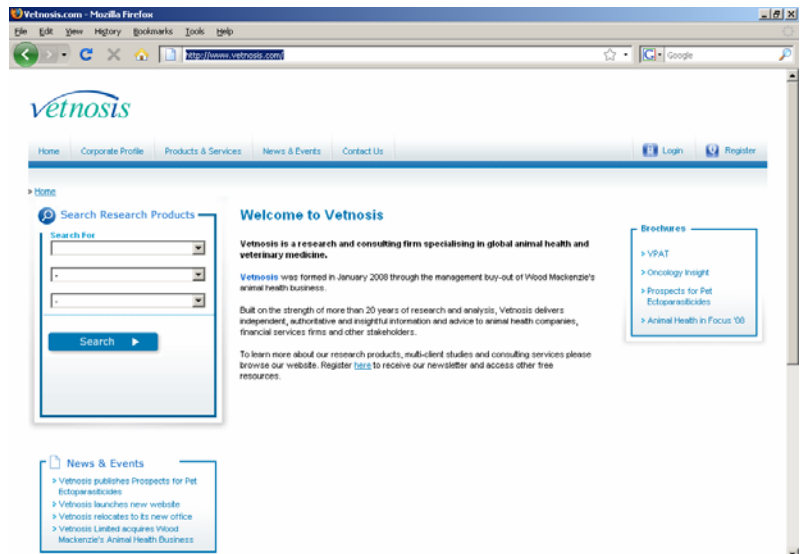 Vetnosis.com - Mozilla Firefox
File Edit View History Bookmarks Tools Help
http://www.vetnosis.com/
Google
vetnosis
Home Corporate Profile Products & Services News & Events Contact Us Login Register
» Home
Search Research Products
Search For
-
-
Search
Welcome to Vetnosis
Vetnosis is a research and consulting firm specialising in global animal health and
veterinary medicine.
Vetnosis was formed in January 2008 through the management buy-out of Wood Mackenzie's
animal health business.
Built on the strength of more than 20 years of research and analysis, Vetnosis delivers
independent, authoritative and insightful information and advice to animal health companies,
financial services firms and other stakeholders.
To learn more about our research products, multi-client studies and consulting services please
browse our website. Register here to receive our newsletter and access other free
resources.
Brochures
> VPAT
> Oncology Insight
> Prospects for Pet
Ectoparasiticides
> Animal Health in Focus '08
News & Events
> Vetnosis publishes Prospects for Pet
Ectoparasiticides
> Vetnosis launches new website
> Vetnosis relocates to its new office
> Vetnosis Limited acquires Wood
Mackenzie's Animal Health Business